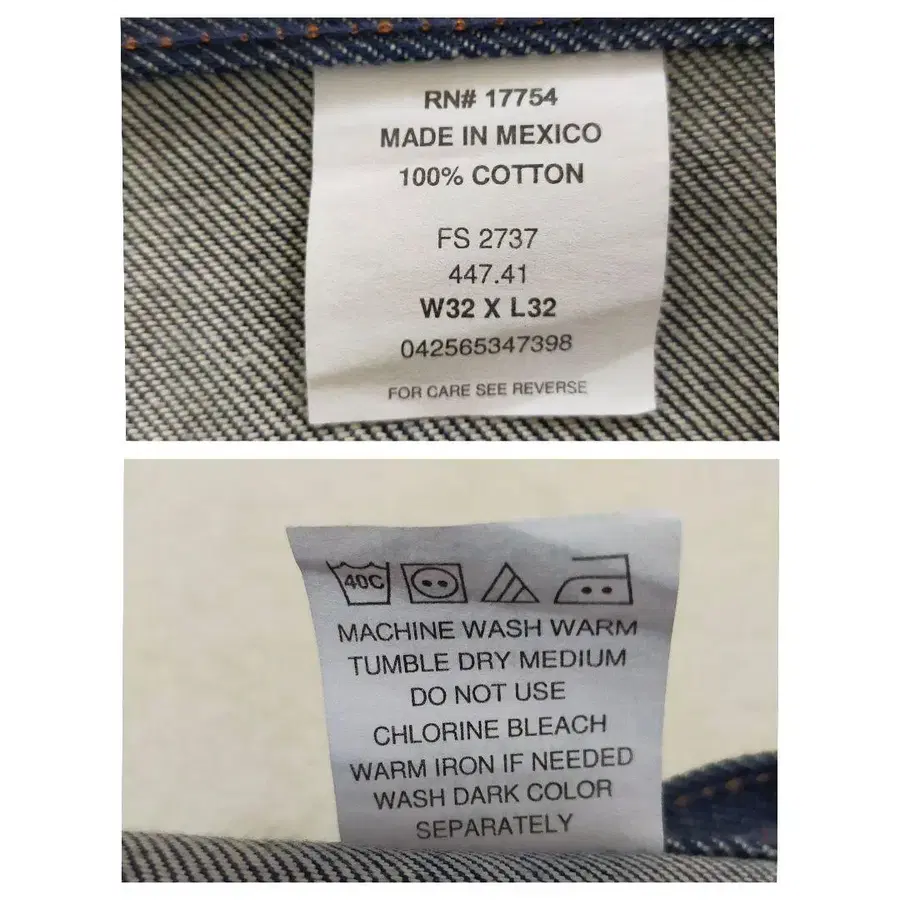 RN# 17754
MADE IN MEXICO
100% COTTON
FS 2737
447.41
W32 X L32
042565347398
FOR CARE SEE REVERSE
40C
MACHINE WASH WARM
TUMBLE DRY MEDIUM
DO NOT USE
CHLORINE BLEACH
WARM IRON IF NEEDED
WASH DARK COLOR
SEPARATELY